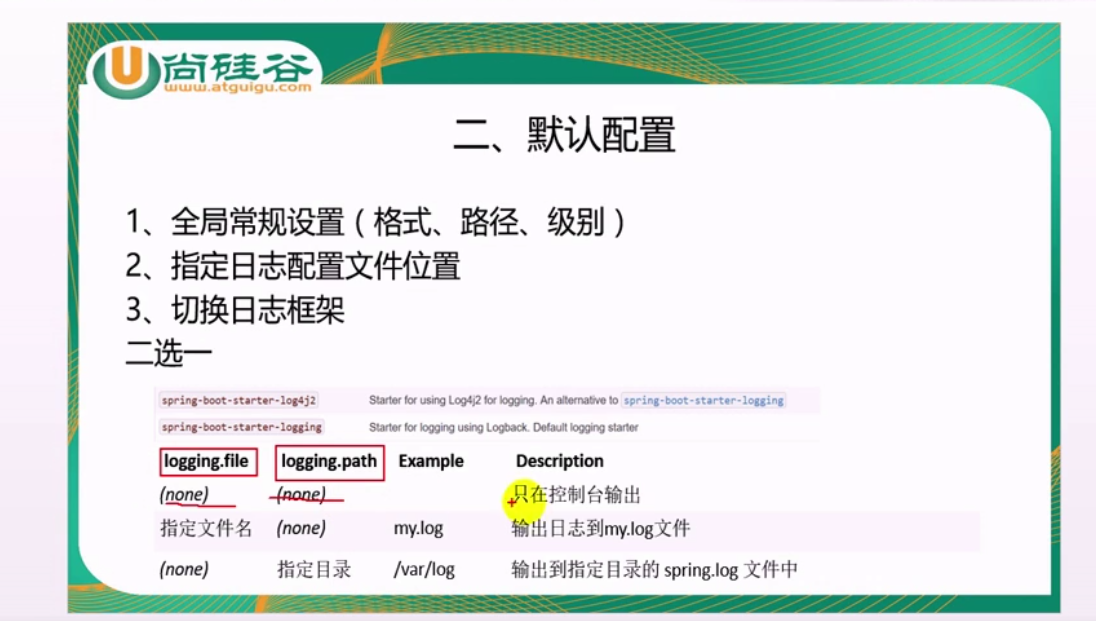 尚硅谷
www.atguigu.com
二、默认配置
1、全局常规设置（格式、路径、级别）
2、指定日志配置文件位置
3、切换日志框架
二选一
spring-boot-starter-log4j2 Starter for using Log4j2 for logging. An alternative to spring-boot-starter-logging
spring-boot-starter-logging Starter for logging using Logback. Default logging starter
logging.file logging.path Example Description
(none) (none) 只在控制台输出
指定文件名 (none) my.log 输出日志到my.log文件
(none) 指定目录 /var/log 输出到指定目录的 spring.log 文件中